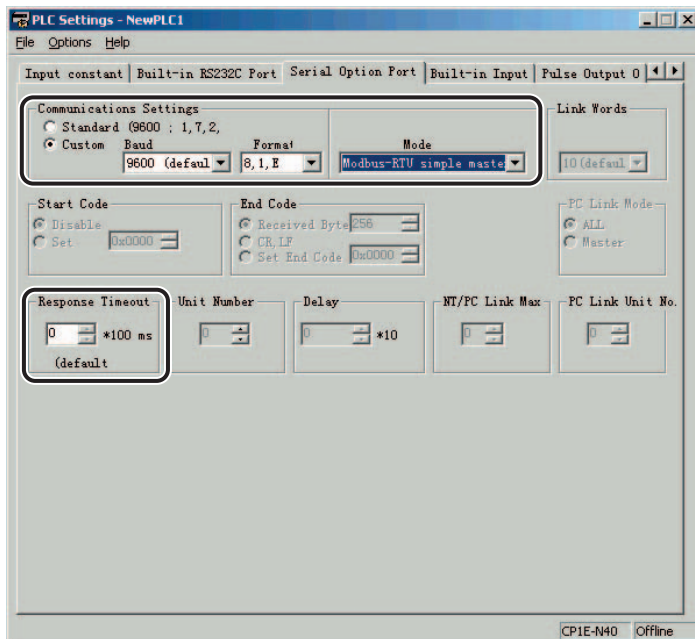 PLC Settings - NewPLC1
File Options Help
Input constant Built-in RS232C Port Serial Option Port Built-in Input Pulse Output 0
Communications Settings
Link Words
Standard (9600 ; 1,7,2,
Custom Baud Format Mode
9600 (defaul 8,1,E Modbus-RTU simple maste 10 (defaul
Start Code End Code PC Link Mode
Disable Received Byte 256 ALL
Set 0x0000 CR,LF Master
Set End Code 0x0000
Response Timeout Unit Number Delay NT/PC Link Max PC Link Unit No.
0 *100 ms 0 0 *10 0 0
(default
CP1E-N40 Offline